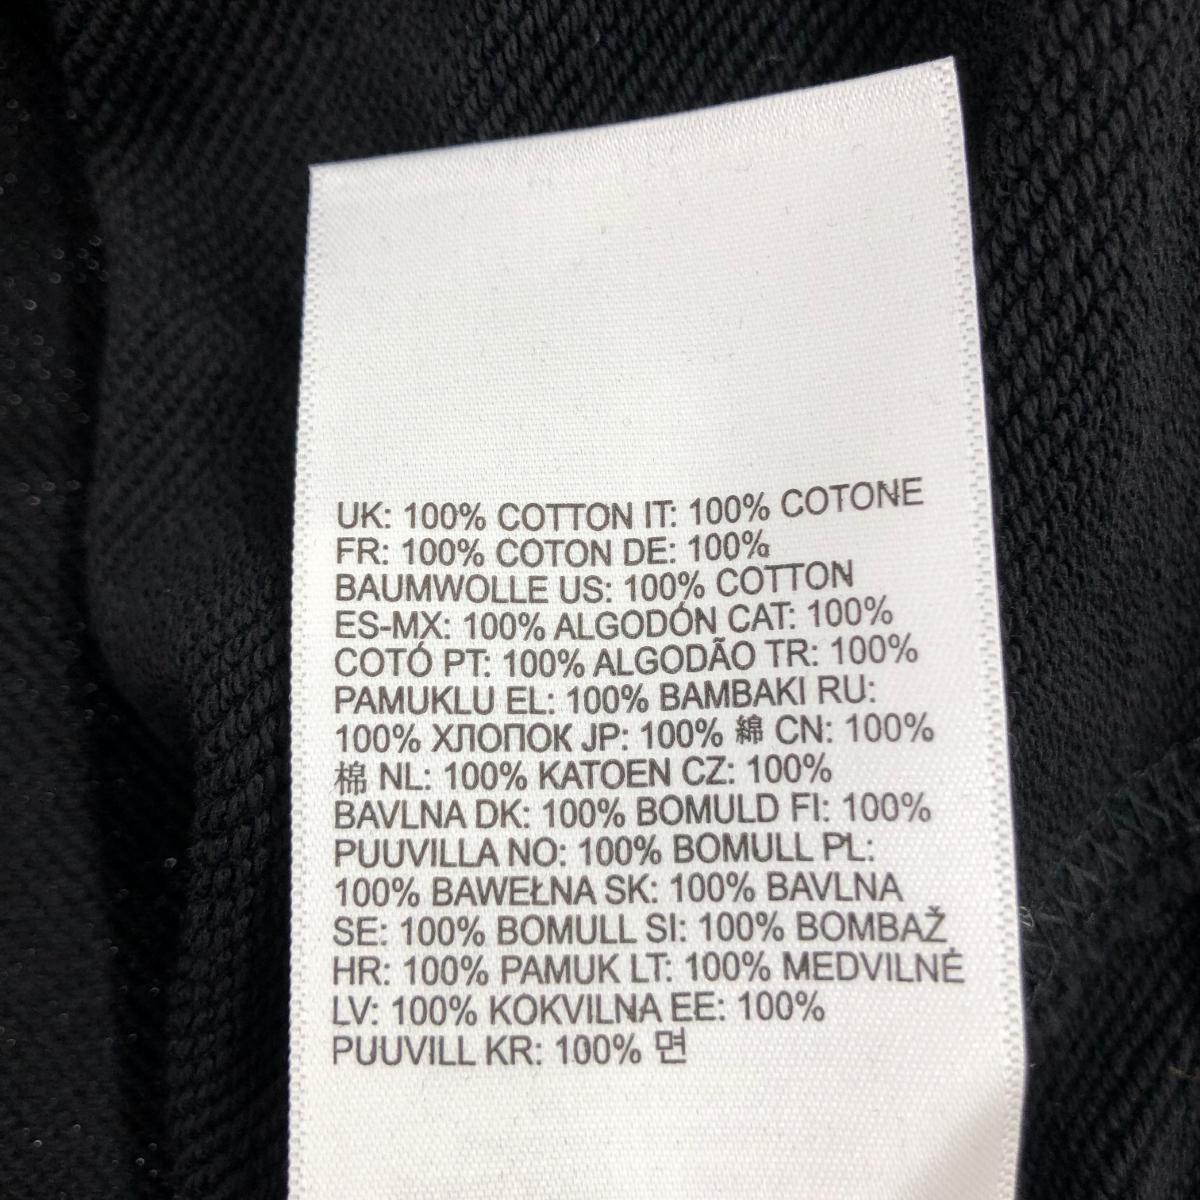 UK: 100% COTTON IT: 100% COTONE
FR: 100% COTON DE: 100%
BAUMWOLLE US: 100% COTTON
ES-MX: 100% ALGODÓN CAT: 100%
COTÓ PT: 100% ALGODÃO TR: 100%
PAMUKLU EL: 100% BAMBAKI RU:
100% ХЛОПОК JP: 100% 綿 CN: 100%
棉 NL: 100% KATOEN CZ: 100%
BAVLNA DK: 100% BOMULD FI: 100%
PUUVILLA NO: 100% BOMULL PL:
100% BAWEŁNA SK: 100% BAVLNA
SE: 100% BOMULL SI: 100% BOMBAŽ
HR: 100% PAMUK LT: 100% MEDVILNĖ
LV: 100% KOKVILNA EE: 100%
PUUVILL KR: 100% 면